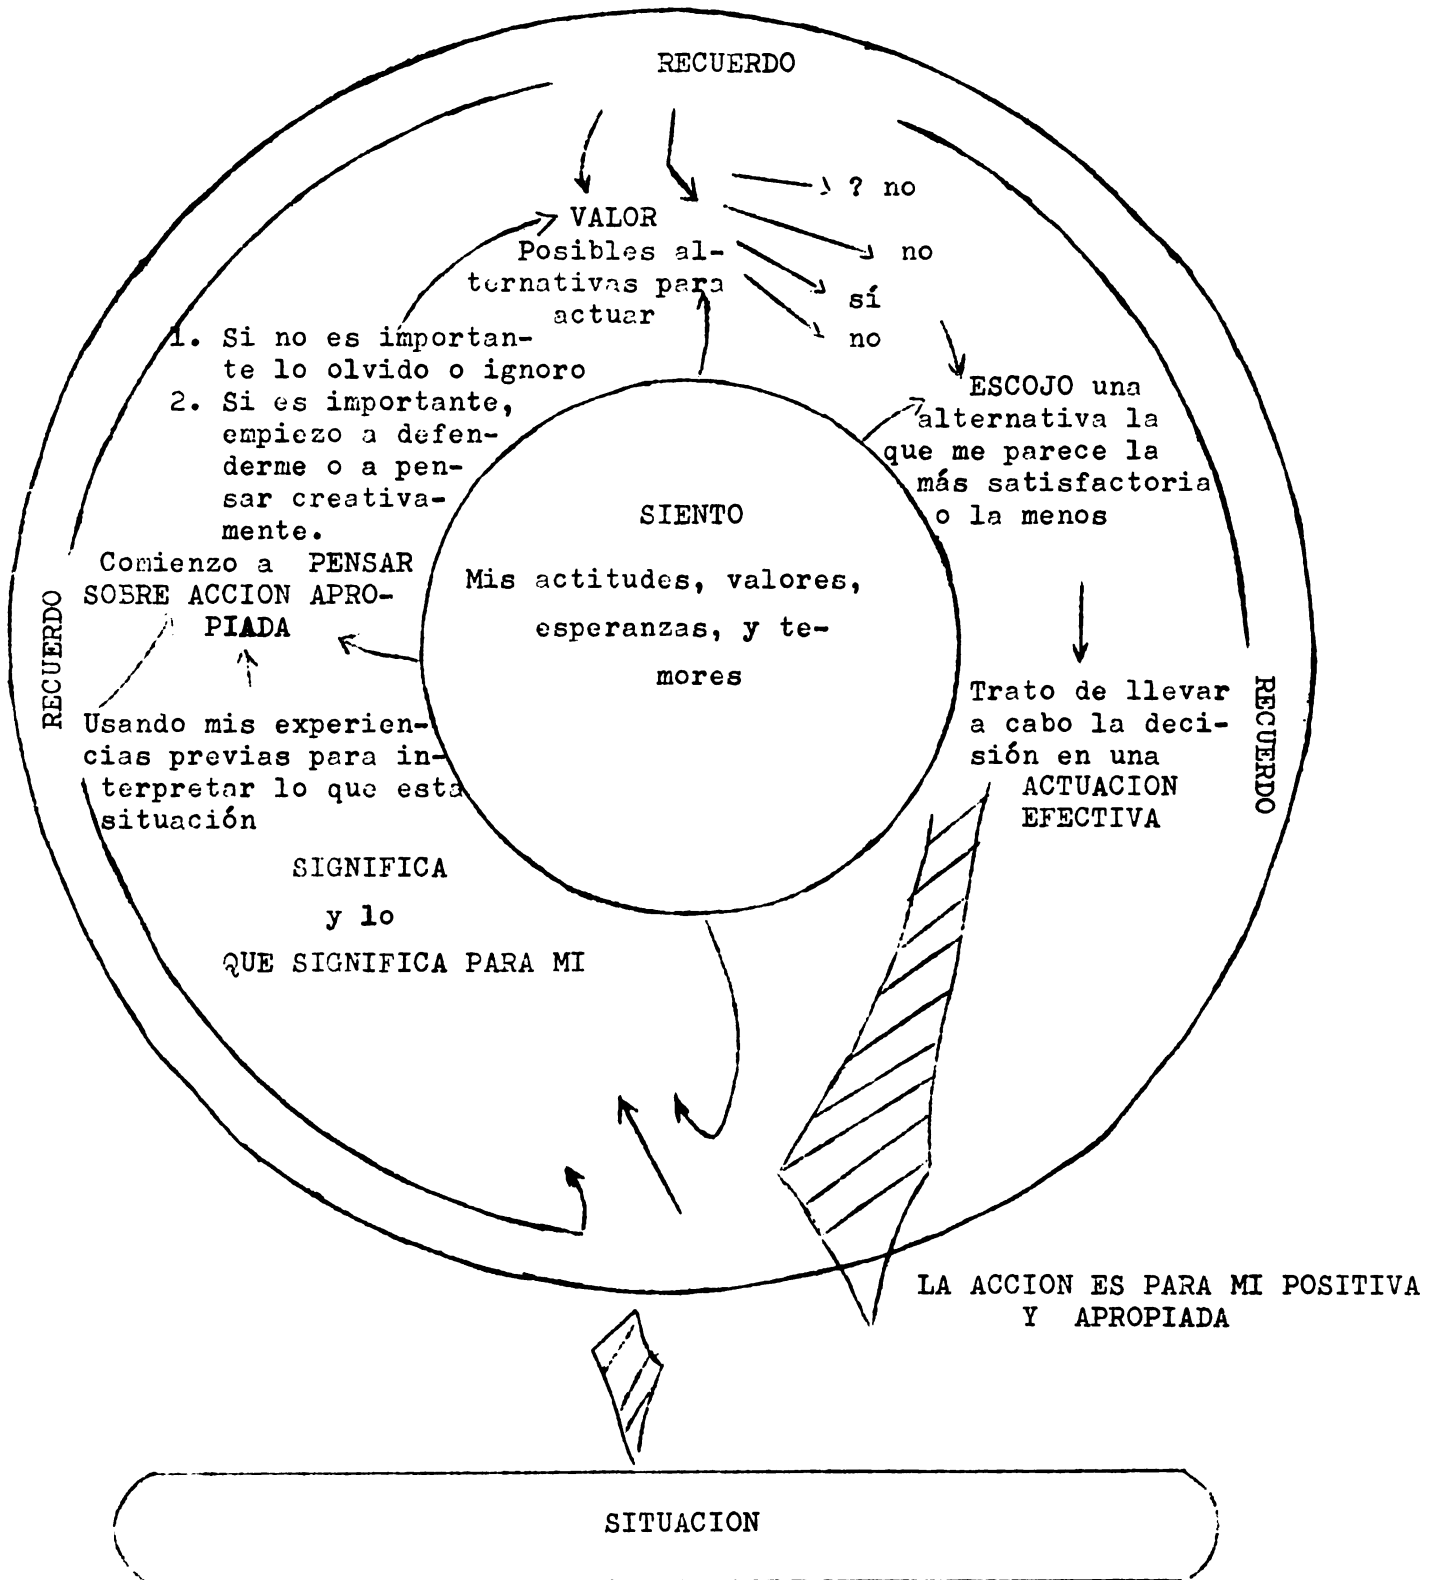 RECUERDO
? no
no
sí
no
VALOR
Posibles al-
ternativas para
actuar
1. Si no es importan-
te lo olvido o ignoro
2. Si es importante,
empiezo a defen-
derme o a pen-
sar creativa-
mente.
Comienzo a PENSAR
SOBRE ACCION APRO-
PIADA
RECUERDO
Usando mis experien-
cias previas para in-
terpretar lo que esta
situación
SIGNIFICA
y lo
QUE SIGNIFICA PARA MI
SIENTO
Mis actitudes, valores,
esperanzas, y te-
mores
ESCOJO una
alternativa la
que me parece la
más satisfactoria
o la menos
Trato de llevar
a cabo la deci-
sión en una
ACTUACION
EFECTIVA
RECUERDO
LA ACCION ES PARA MI POSITIVA
Y APROPIADA
SITUACION